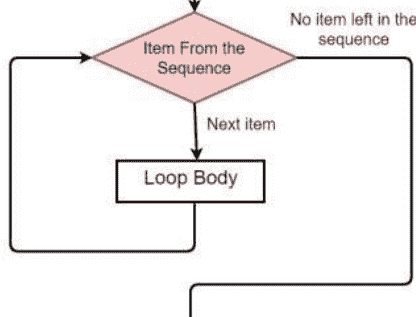 No item left in the
sequence
Item From the
Sequence
Next item
Loop Body